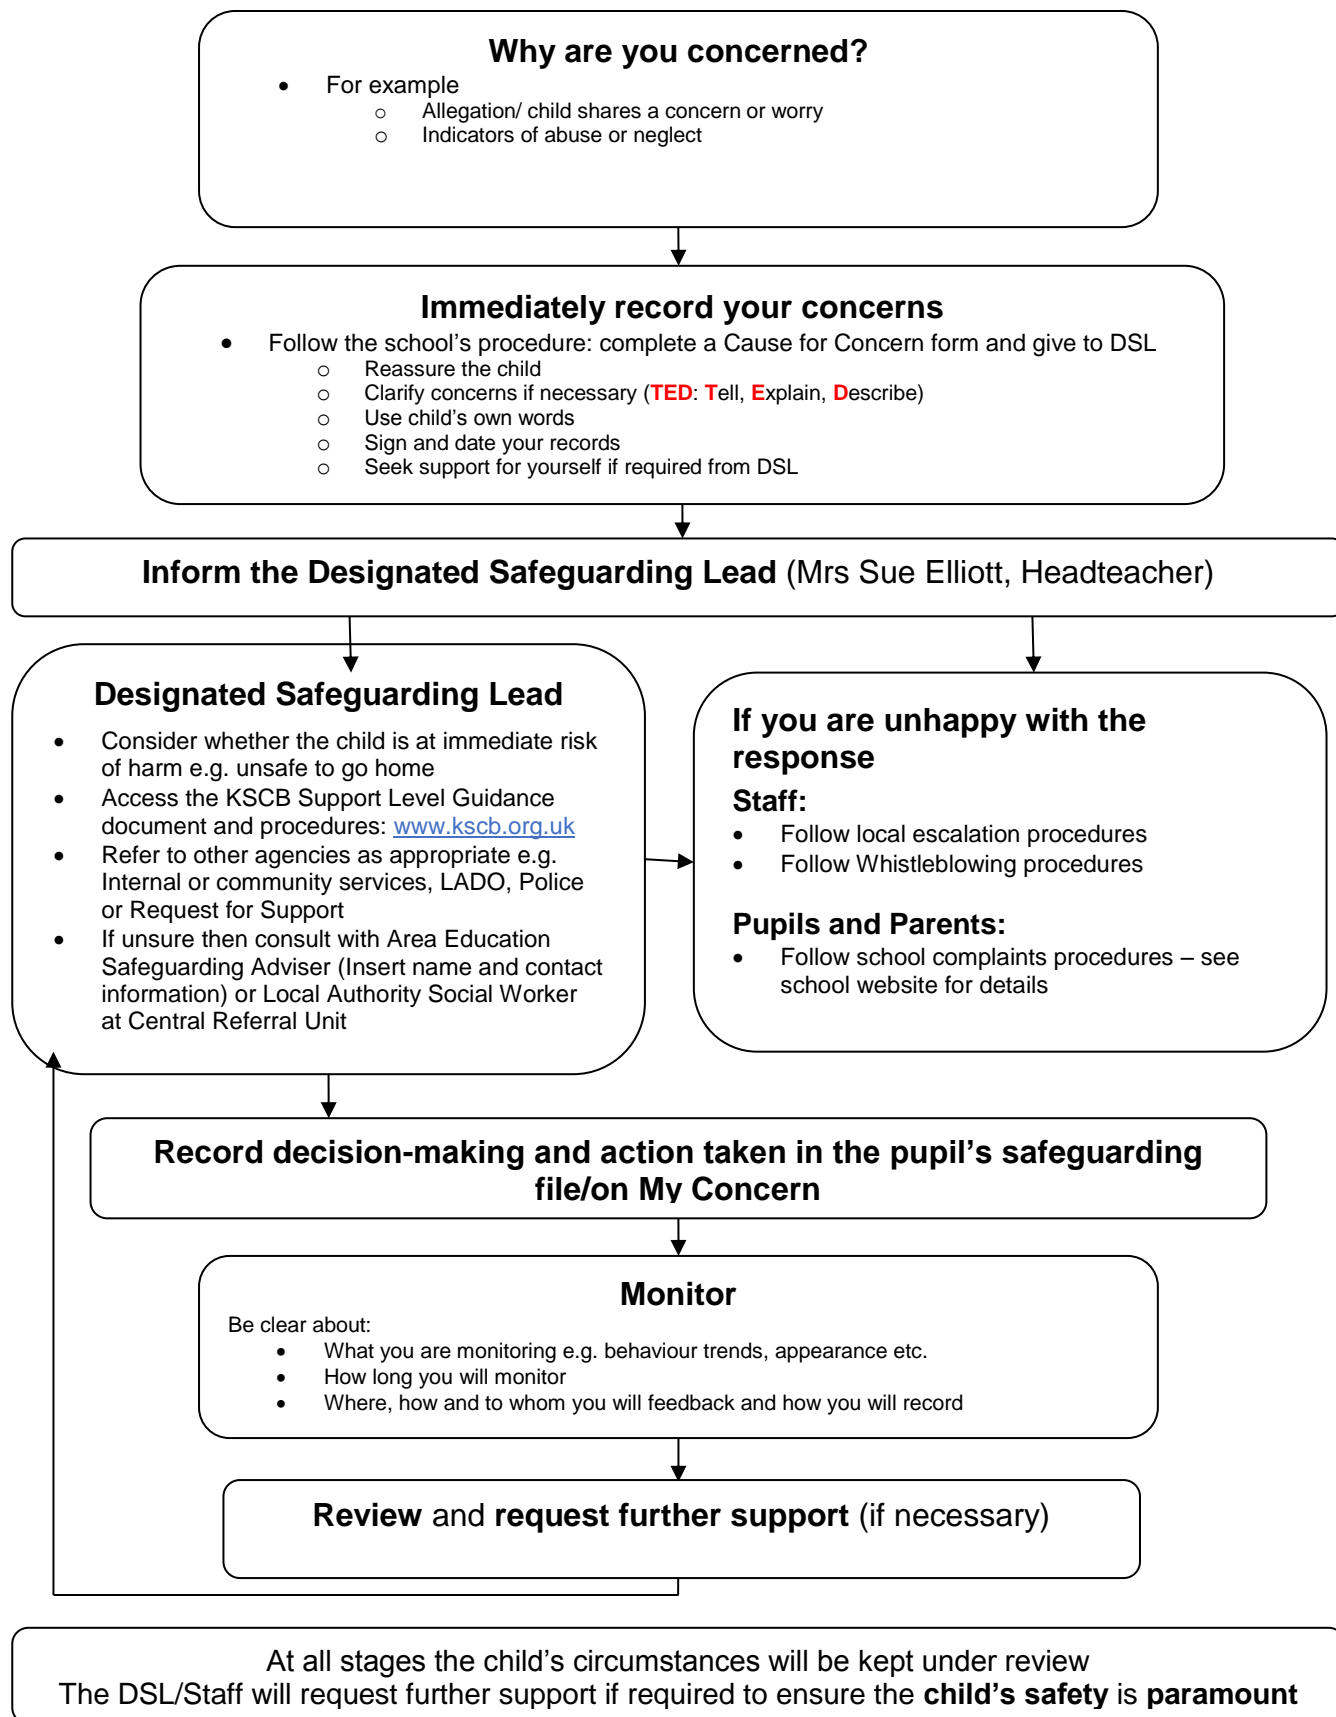 Why are you concerned?
• For example
o Allegation/ child shares a concern or worry
o Indicators of abuse or neglect
Immediately record your concerns
• Follow the school's procedure: complete a Cause for Concern form and give to DSL
o Reassure the child
o Clarify concerns if necessary (TED: Tell, Explain, Describe)
o Use child's own words
o Sign and date your records
o Seek support for yourself if required from DSL
Inform the Designated Safeguarding Lead (Mrs Sue Elliott, Headteacher)
Designated Safeguarding Lead
• Consider whether the child is at immediate risk
of harm e.g. unsafe to go home
• Access the KSCB Support Level Guidance
document and procedures: www.kscb.org.uk
• Refer to other agencies as appropriate e.g.
Internal or community services, LADO, Police
or Request for Support
• If unsure then consult with Area Education
Safeguarding Adviser (Insert name and contact
information) or Local Authority Social Worker
at Central Referral Unit
If you are unhappy with the
response
Staff:
• Follow local escalation procedures
• Follow Whistleblowing procedures
Pupils and Parents:
• Follow school complaints procedures – see
school website for details
Record decision-making and action taken in the pupil's safeguarding
file/on My Concern
Monitor
Be clear about:
• What you are monitoring e.g. behaviour trends, appearance etc.
• How long you will monitor
• Where, how and to whom you will feedback and how you will record
Review and request further support (if necessary)
At all stages the child's circumstances will be kept under review
The DSL/Staff will request further support if required to ensure the child's safety is paramount